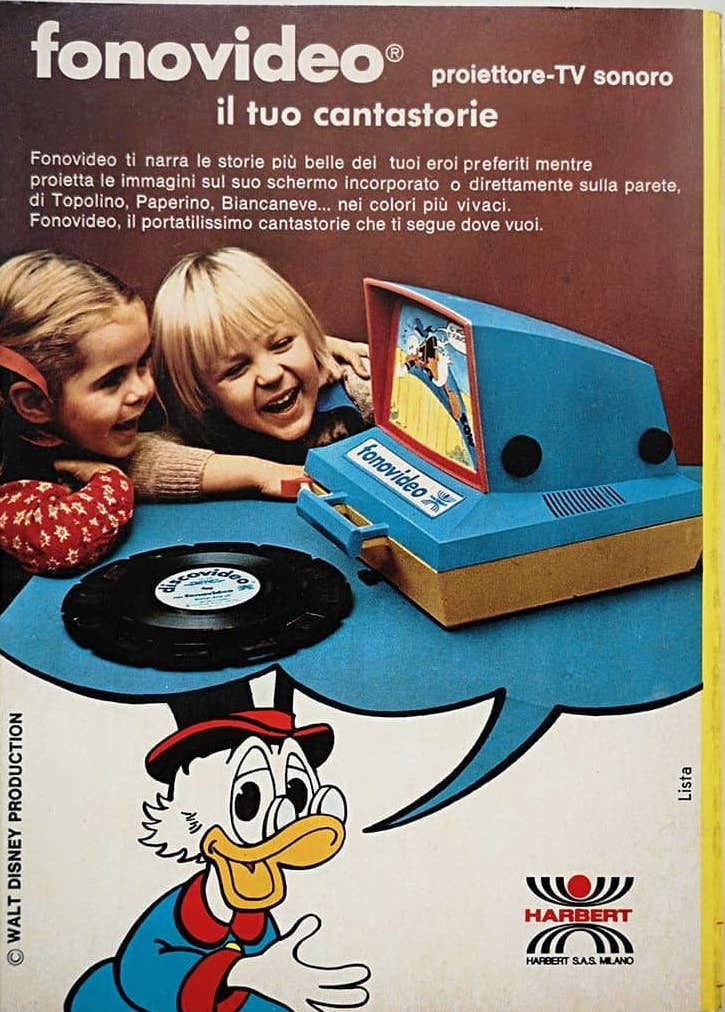 fonovideo®
proiettore-TV sonoro
il tuo cantastorie
Fonovideo ti narra le storie più belle dei tuoi eroi preferiti mentre
proietta le immagini sul suo schermo incorporato o direttamente sulla parete,
di Topolino, Paperino, Biancaneve... nei colori più vivaci.
Fonovideo, il portatilissimo cantastorie che ti segue dove vuoi.
fonovideo
discovideo
fonovideo
© WALT DISNEY PRODUCTION
Lista
HARBERT
HARBERT S.A.S. MILANO